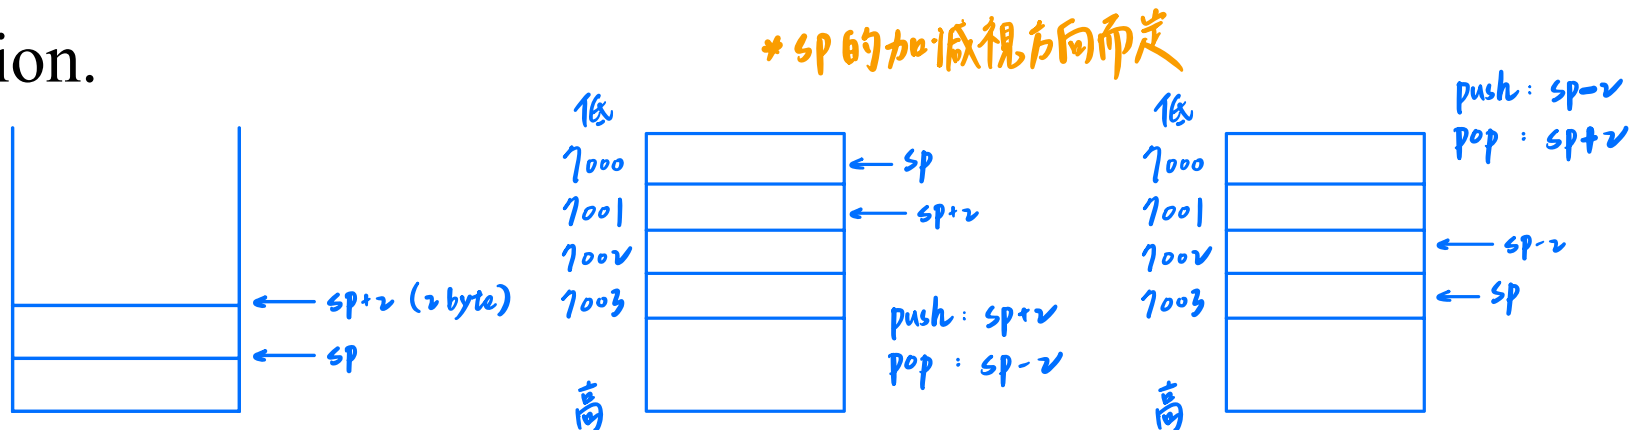 ion.
* sp的加減視方向而定
sp+2 (2 byte)
sp
低
7000
7001
7002
7003
高
sp
sp+2
push : sp+2
pop : sp-2
低
7000
7001
7002
7003
高
sp-2
sp
push : sp-2
pop : sp+2